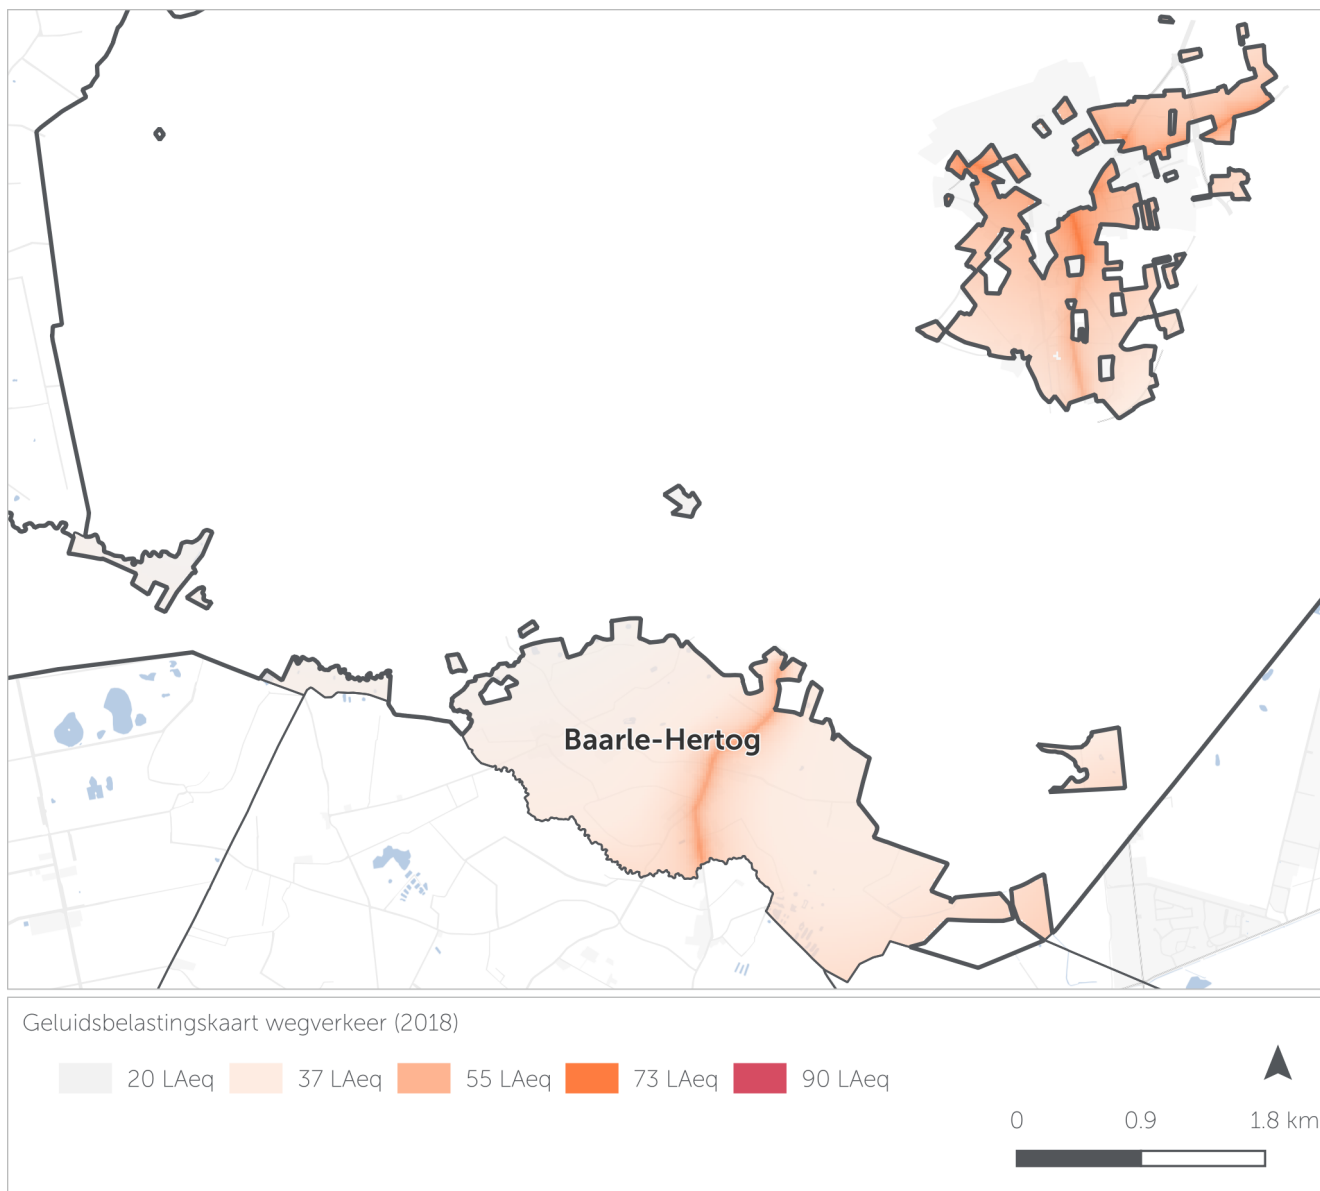 Baarle-Hertog
Geluidsbelastingskaart wegverkeer (2018)
20 LAeq 37 LAeq 55 LAeq 73 LAeq 90 LAeq
0 0.9 1.8 km